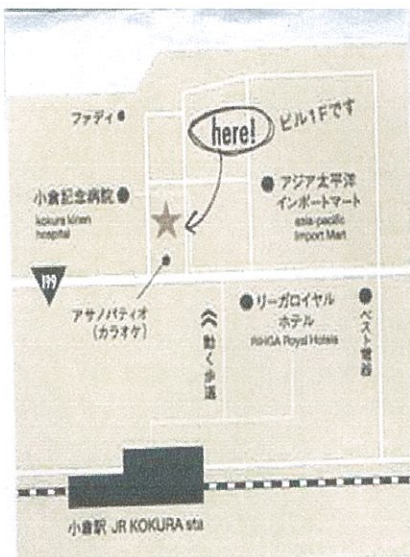 ファディ
here!
ビル1Fです
小倉記念病院
kokura kinen
hospital
アジア太平洋
インポートマート
asia-pacific
Import Mart
199
アサノパティオ
(カラオケ)
動く歩道
リーガロイヤル
ホテル
RIHGA Royal Hotels
ベスト電器
小倉駅 JR KOKURA sta